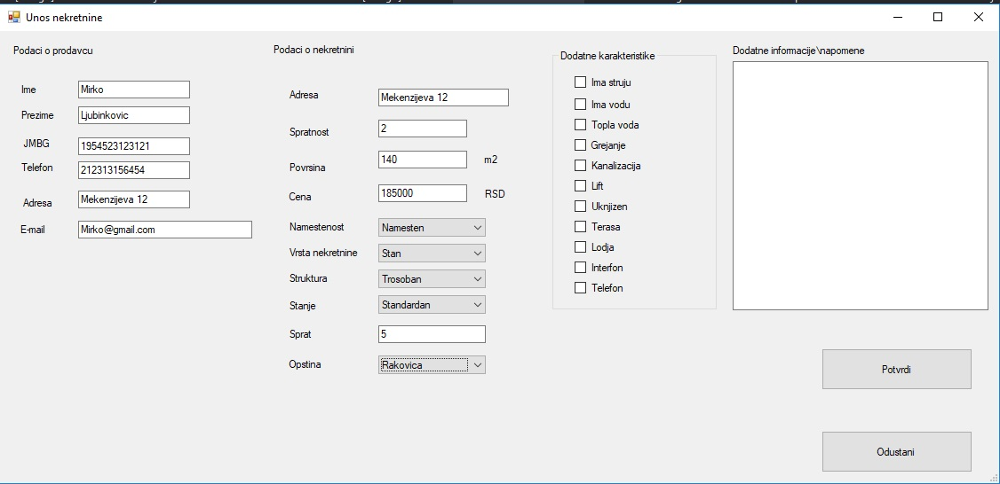 Unos nekretnine
Podaci o prodavcu
Ime Mirko
Prezime Ljubinkovic
JMBG 1954523123121
Telefon 212313156454
Adresa Mekenzijeva 12
E-mail Mirko@gmail.com
Podaci o nekretnini
Adresa Mekenzijeva 12
Spratnost 2
Povrsina 140 m2
Cena 185000 RSD
Namestenost Namesten
Vrsta nekretnine Stan
Struktura Trosoban
Stanje Standardan
Sprat 5
Opstina Rakovica
Dodatne karakteristike
Ima struju
Ima vodu
Topla voda
Grejanje
Kanalizacija
Lift
Uknjizen
Terasa
Lodja
Interfon
Telefon
Dodatne informacije\napomene
Potvrdi
Odustani